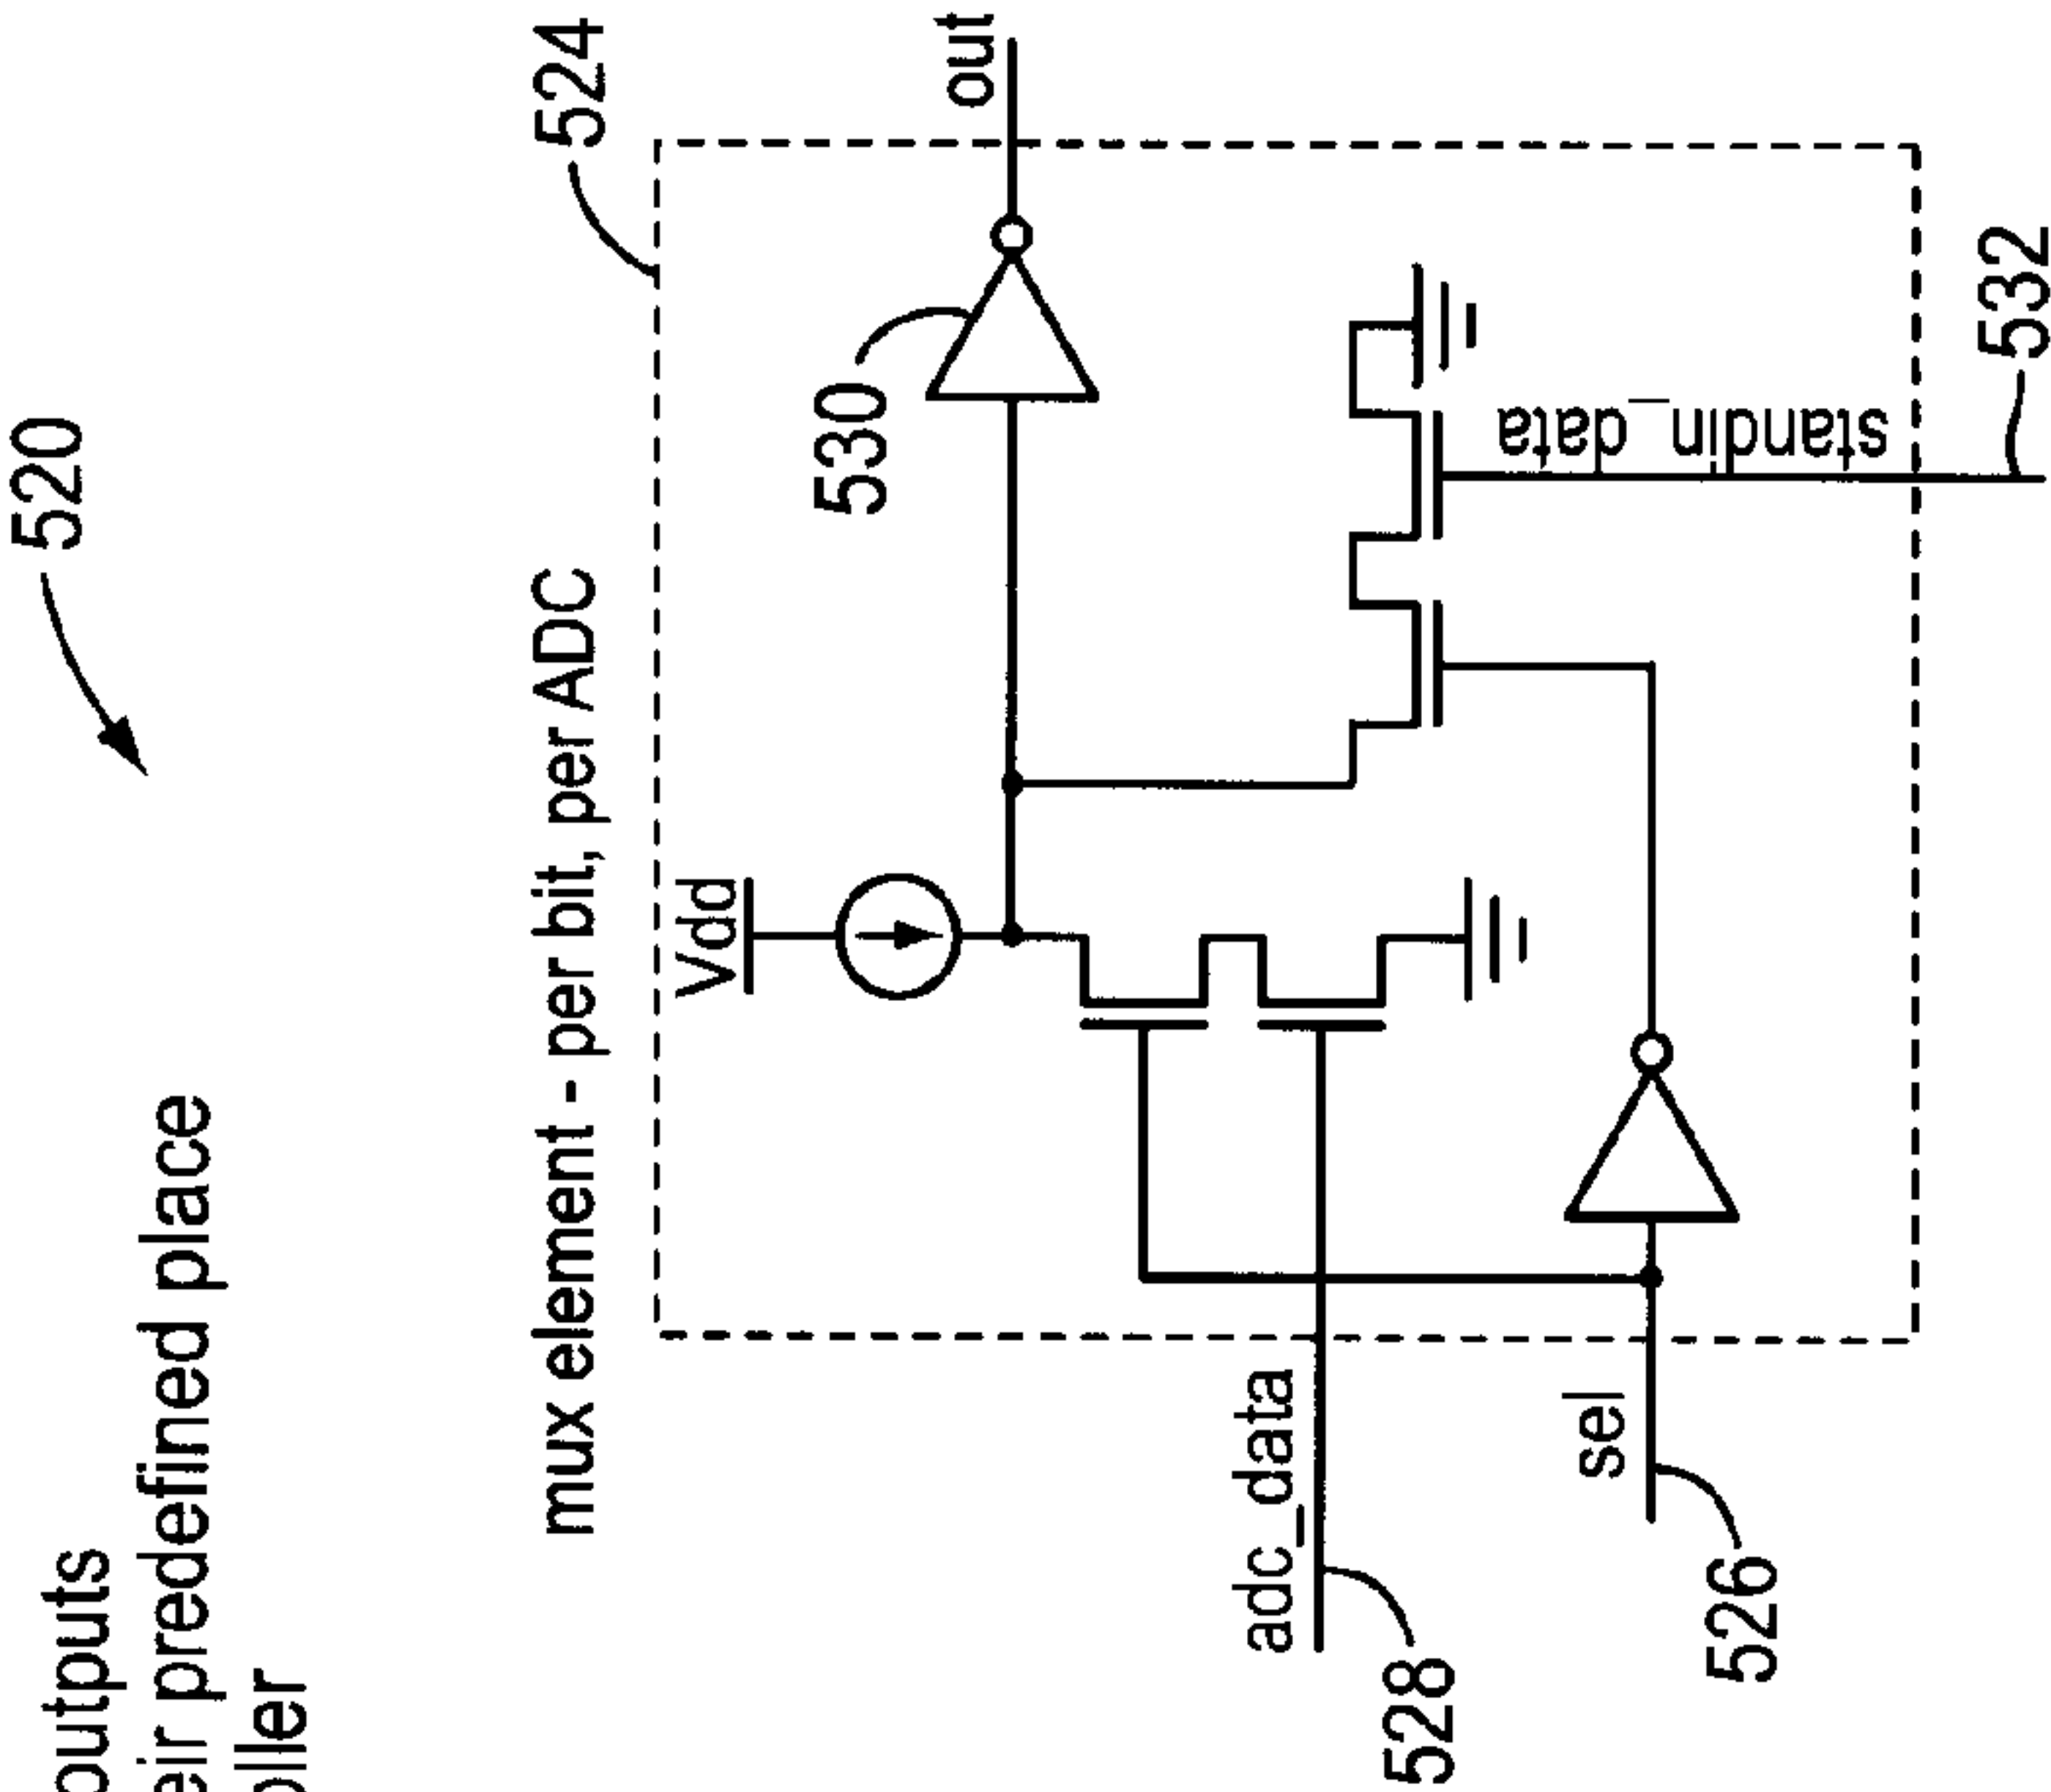 520
outputs
eir predefined place
oller
mux element - per bit, per ADC
524
Vdd
530
out
adc_data
528
sel
526
standin_data
532